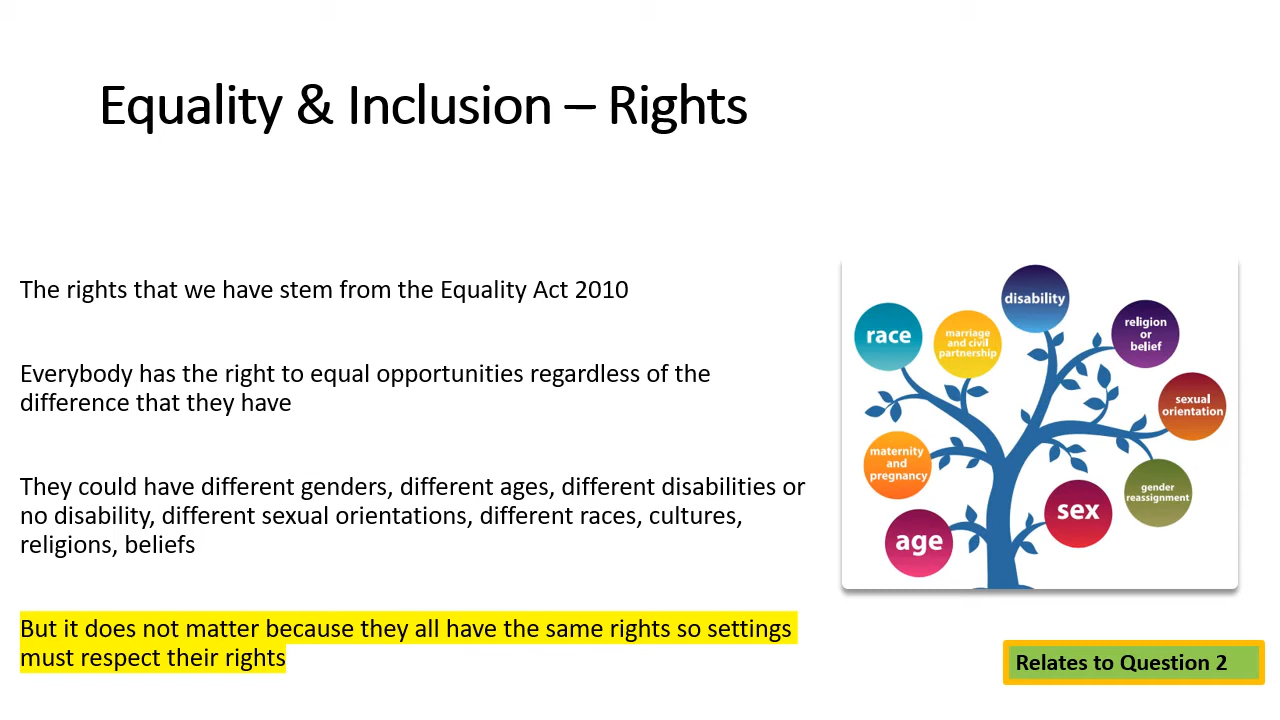 Equality & Inclusion – Rights
The rights that we have stem from the Equality Act 2010
Everybody has the right to equal opportunities regardless of the
difference that they have
They could have different genders, different ages, different disabilities or
no disability, different sexual orientations, different races, cultures,
religions, beliefs
But it does not matter because they all have the same rights so settings
must respect their rights
disability
race
marriage
and civil
partnership
religion
or
belief
sexual
orientation
maternity
and
pregnancy
gender
reassignment
sex
age
Relates to Question 2